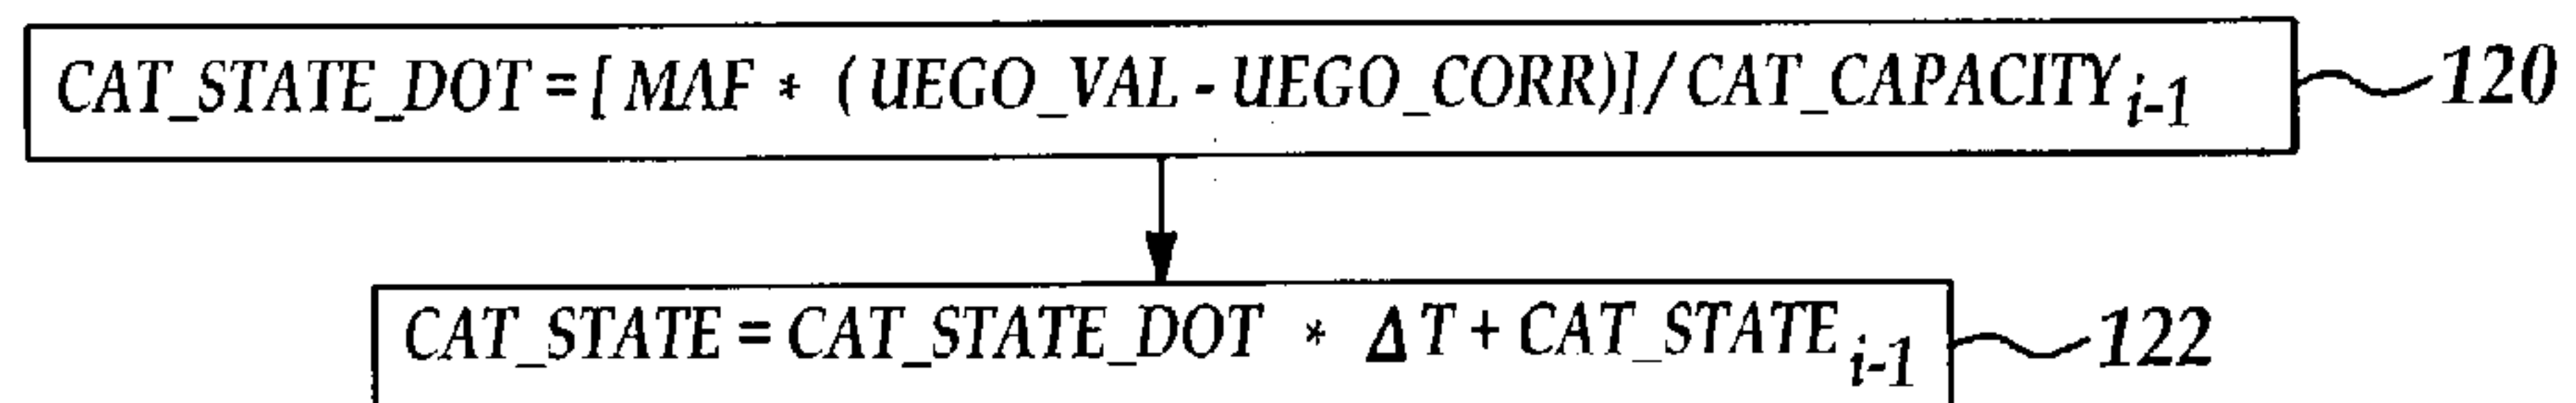 CAT_STATE_DOT = [ MAF * ( UEGO_VAL - UEGO_CORR)] / CAT_CAPACITY i-1 120
CAT_STATE = CAT_STATE_DOT * ΔT + CAT_STATE i-1 122